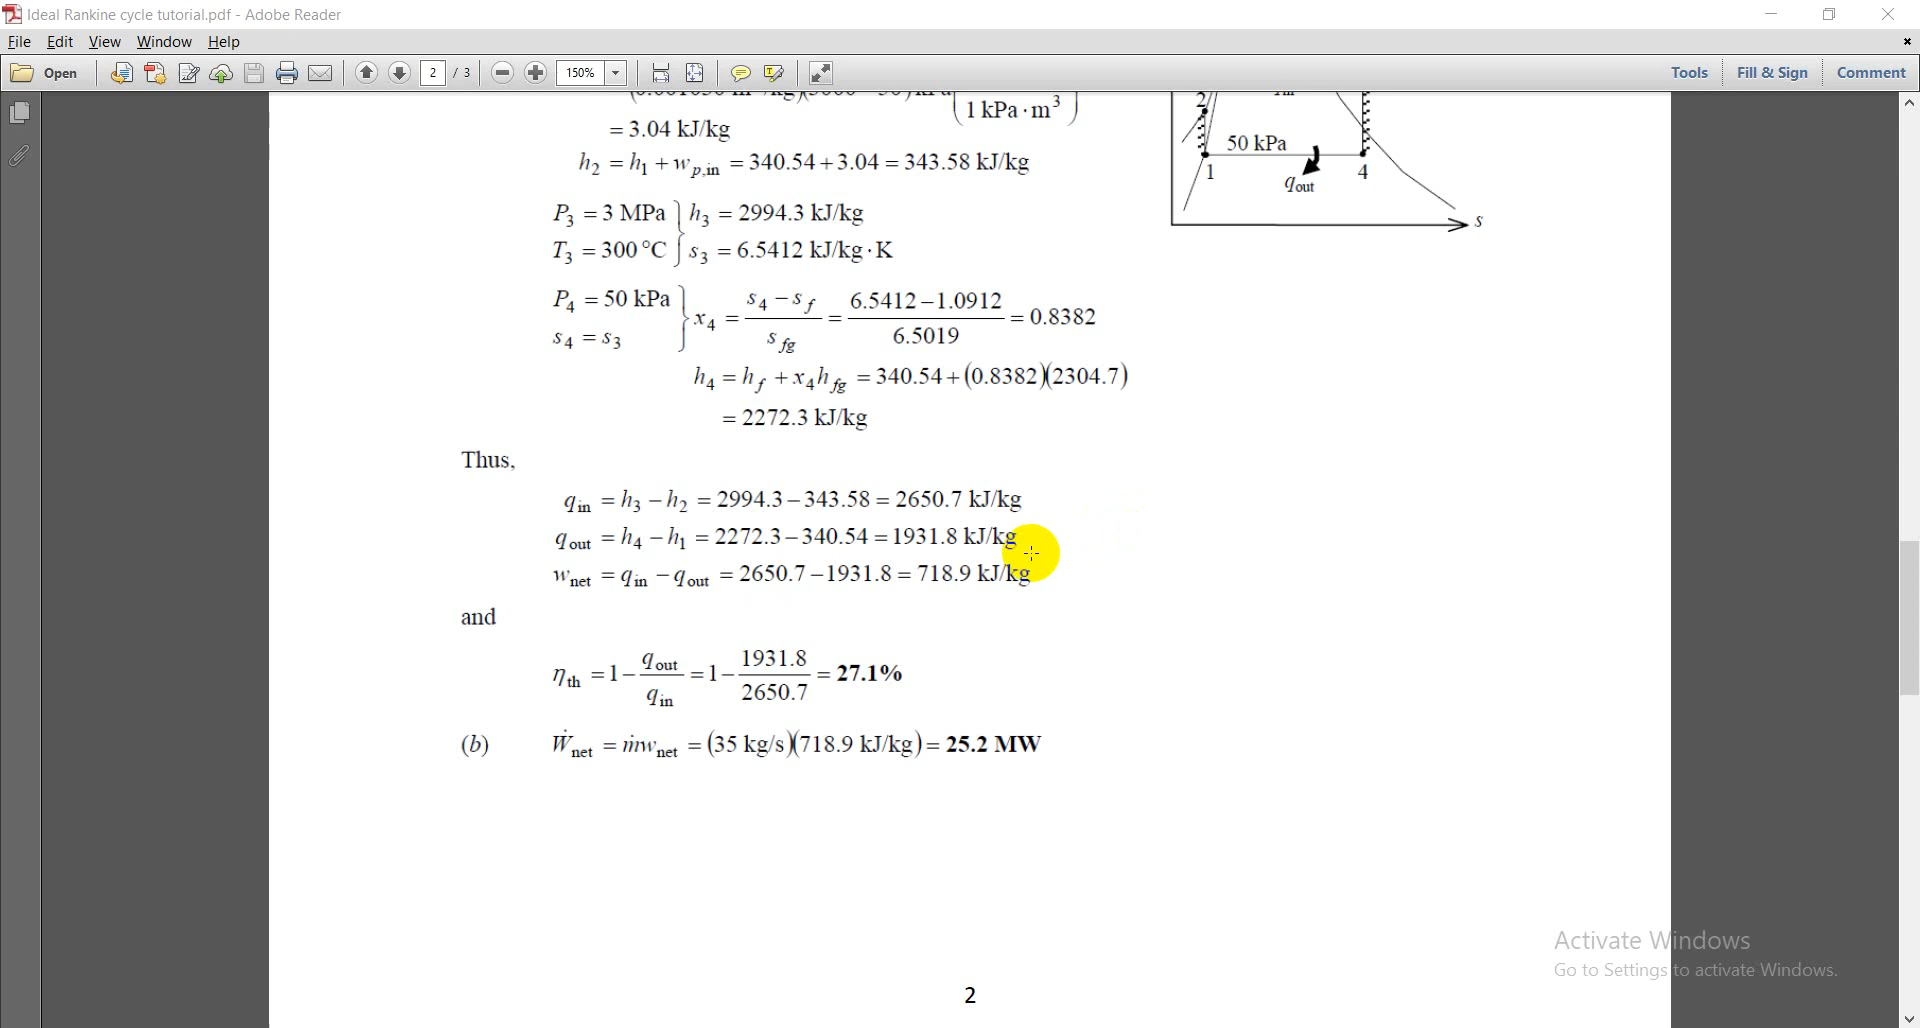 Ideal Rankine cycle tutorial.pdf - Adobe Reader
File Edit View Window Help
Open 2 / 3 150% Tools Fill & Sign Comment
1 kPa · m³
= 3.04 kJ/kg
h₂ = h₁ + w_p,in = 340.54 + 3.04 = 343.58 kJ/kg
2
50 kPa
1 q_out 4
s
P₃ = 3 MPa } h₃ = 2994.3 kJ/kg
T₃ = 300 °C } s₃ = 6.5412 kJ/kg · K
P₄ = 50 kPa
s₄ = s₃ } x₄ = (s₄ − s_f) / s_fg = (6.5412 − 1.0912) / 6.5019 = 0.8382
h₄ = h_f + x₄h_fg = 340.54 + (0.8382)(2304.7)
= 2272.3 kJ/kg
Thus,
q_in = h₃ − h₂ = 2994.3 − 343.58 = 2650.7 kJ/kg
q_out = h₄ − h₁ = 2272.3 − 340.54 = 1931.8 kJ/kg
w_net = q_in − q_out = 2650.7 − 1931.8 = 718.9 kJ/kg
and
η_th = 1 − q_out / q_in = 1 − 1931.8 / 2650.7 = 27.1%
(b) Ẇ_net = ṁw_net = (35 kg/s)(718.9 kJ/kg) = 25.2 MW
Activate Windows
Go to Settings to activate Windows.
2